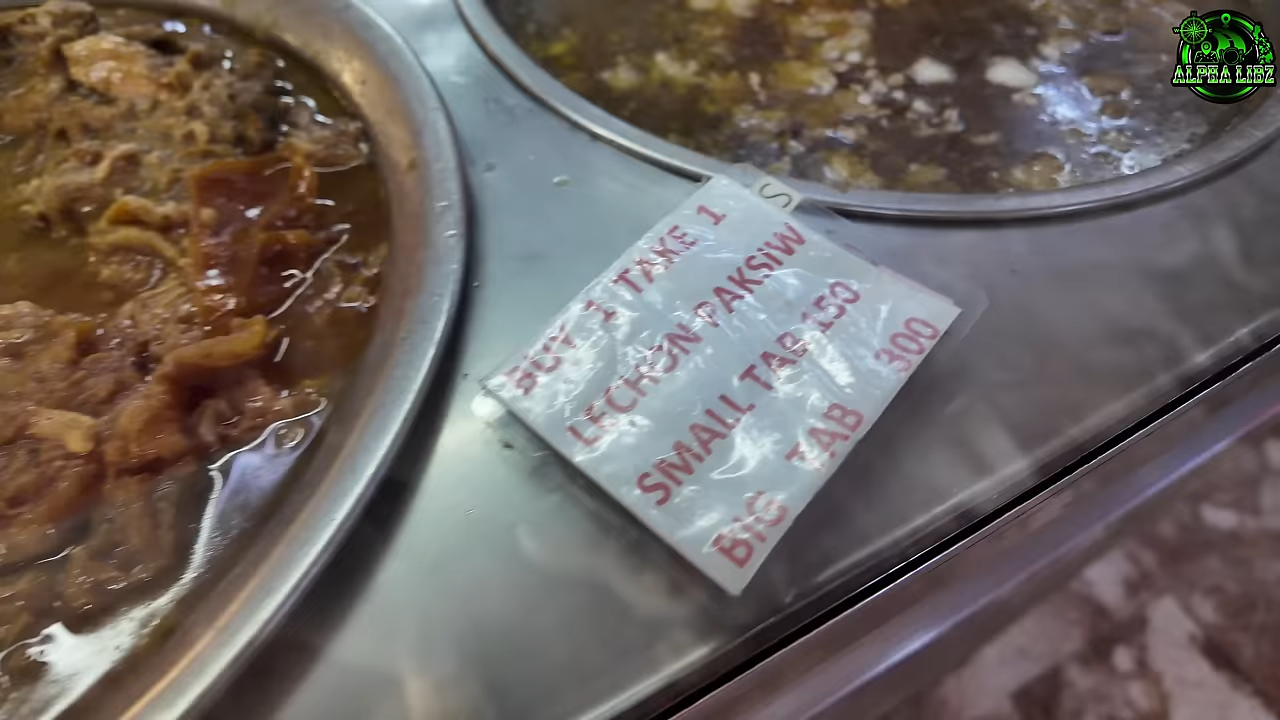 ALPHA LIBZ
S
BUY 1 TAKE 1
LECHON PAKSIW
SMALL TAB 150
BIG TAB 300